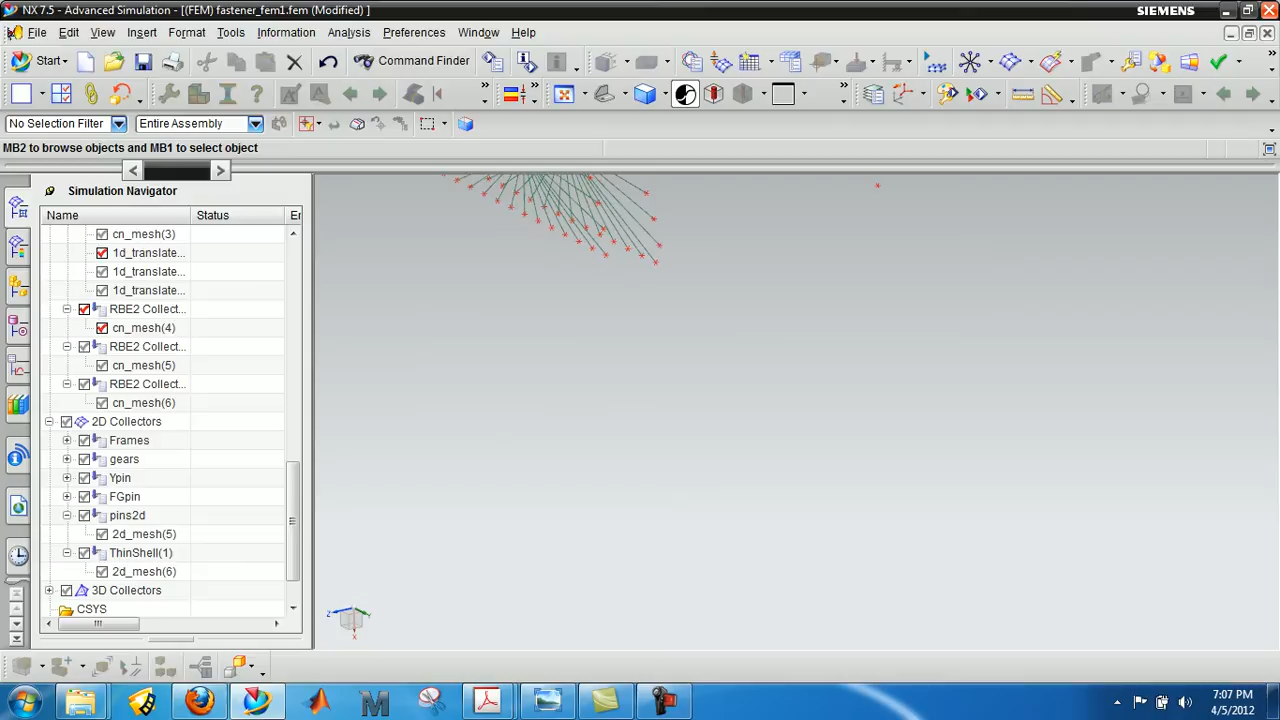 NX 7.5 - Advanced Simulation - [(FEM) fastener_fem1.fem (Modified) ]
SIEMENS
File Edit View Insert Format Tools Information Analysis Preferences Window Help
Start
Command Finder
No Selection Filter
Entire Assembly
MB2 to browse objects and MB1 to select object
Simulation Navigator
Name Status Er
cn_mesh(3)
1d_translate...
1d_translate...
1d_translate...
RBE2 Collect...
cn_mesh(4)
RBE2 Collect...
cn_mesh(5)
RBE2 Collect...
cn_mesh(6)
2D Collectors
Frames
gears
Ypin
FGpin
pins2d
2d_mesh(5)
ThinShell(1)
2d_mesh(6)
3D Collectors
CSYS
Z Y
X
7:07 PM
4/5/2012